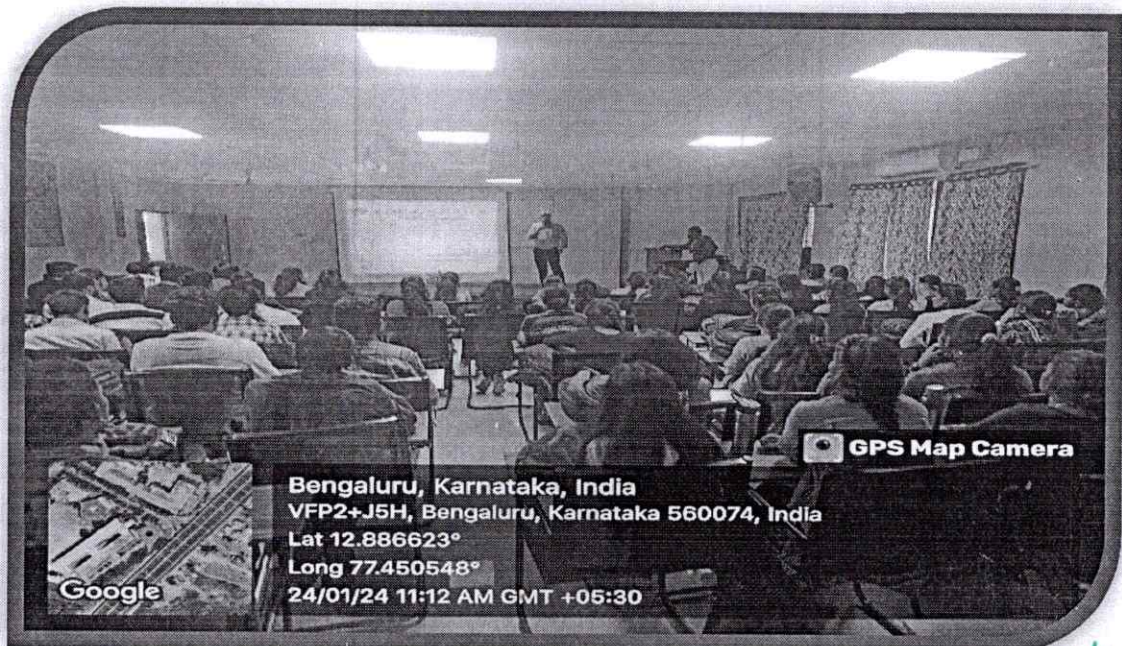 GPS Map Camera
Bengaluru, Karnataka, India
VFP2+J5H, Bengaluru, Karnataka 560074, India
Lat 12.886623°
Long 77.450548°
24/01/24 11:12 AM GMT +05:30
Google